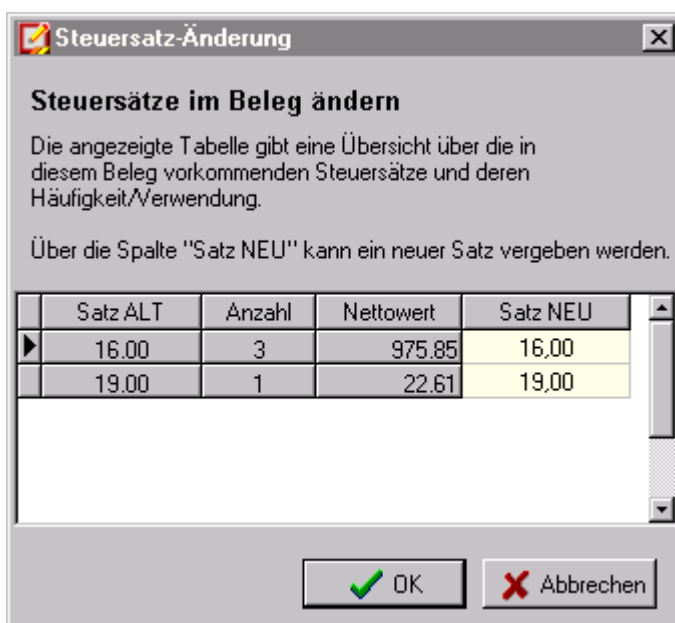 Steuersatz-Änderung
Steuersätze im Beleg ändern
Die angezeigte Tabelle gibt eine Übersicht über die in
diesem Beleg vorkommenden Steuersätze und deren
Häufigkeit/Verwendung.
Über die Spalte "Satz NEU" kann ein neuer Satz vergeben werden.
Satz ALT Anzahl Nettowert Satz NEU
16.00 3 975.85 16,00
19.00 1 22.61 19,00
OK Abbrechen